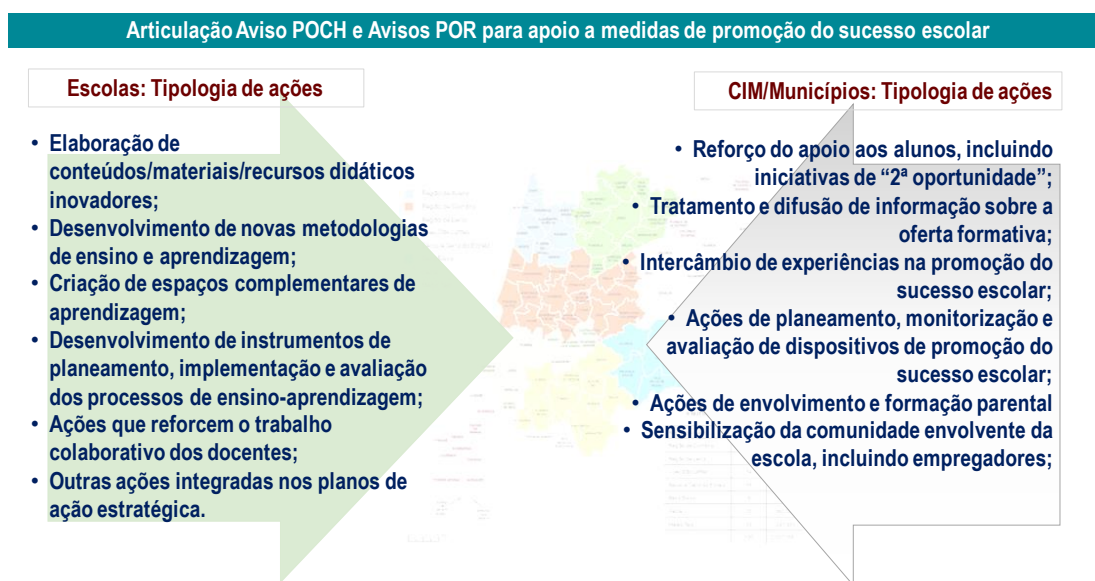 Articulação Aviso POCH e Avisos POR para apoio a medidas de promoção do sucesso escolar
Escolas: Tipologia de ações
• Elaboração de
conteúdos/materiais/recursos didáticos
inovadores;
• Desenvolvimento de novas metodologias
de ensino e aprendizagem;
• Criação de espaços complementares de
aprendizagem;
• Desenvolvimento de instrumentos de
planeamento, implementação e avaliação
dos processos de ensino-aprendizagem;
• Ações que reforcem o trabalho
colaborativo dos docentes;
• Outras ações integradas nos planos de
ação estratégica.
CIM/Municípios: Tipologia de ações
• Reforço do apoio aos alunos, incluindo
iniciativas de “2ª oportunidade”;
• Tratamento e difusão de informação sobre a
oferta formativa;
• Intercâmbio de experiências na promoção do
sucesso escolar;
• Ações de planeamento, monitorização e
avaliação de dispositivos de promoção do
sucesso escolar;
• Ações de envolvimento e formação parental
• Sensibilização da comunidade envolvente da
escola, incluindo empregadores;